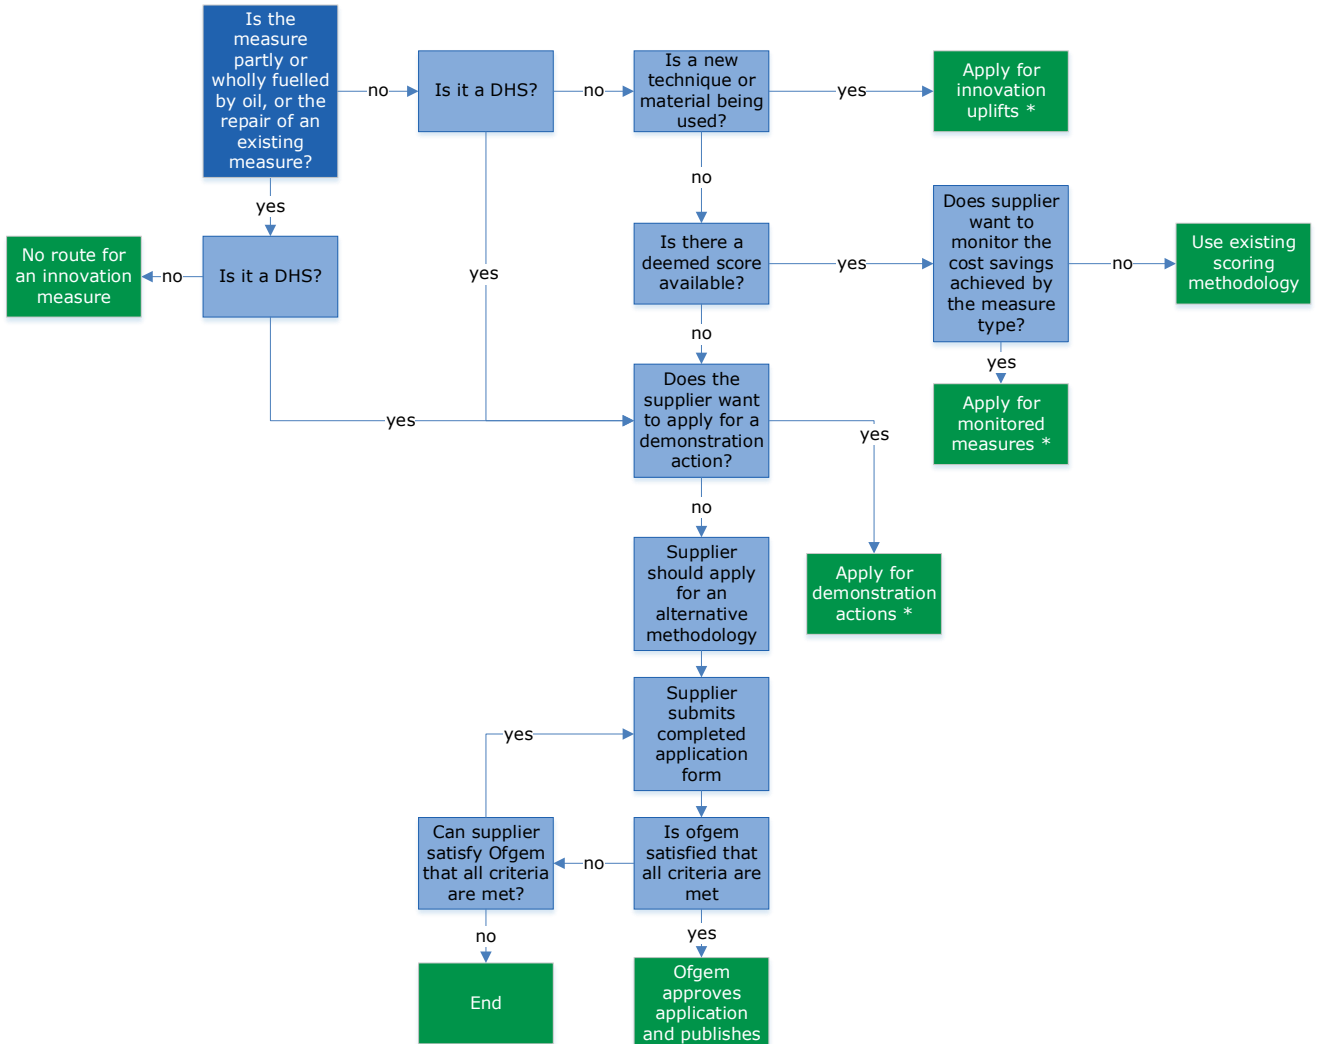 Is the
measure
partly or
wholly fuelled
by oil, or the
repair of an
existing
measure?
no
Is it a DHS?
no
Is a new
technique or
material being
used?
yes
Apply for
innovation
uplifts *
yes
no
No route for
an innovation
measure
no
Is it a DHS?
yes
Is there a
deemed score
available?
yes
Does supplier
want to
monitor the
cost savings
achieved by
the measure
type?
no
Use existing
scoring
methodology
no
yes
yes
Does the
supplier want
to apply for a
demonstration
action?
yes
Apply for
monitored
measures *
no
Supplier
should apply
for an
alternative
methodology
Apply for
demonstration
actions *
yes
Supplier
submits
completed
application
form
Can supplier
satisfy Ofgem
that all criteria
are met?
no
Is ofgem
satisfied that
all criteria are
met
no
yes
End
Ofgem
approves
application
and publishes